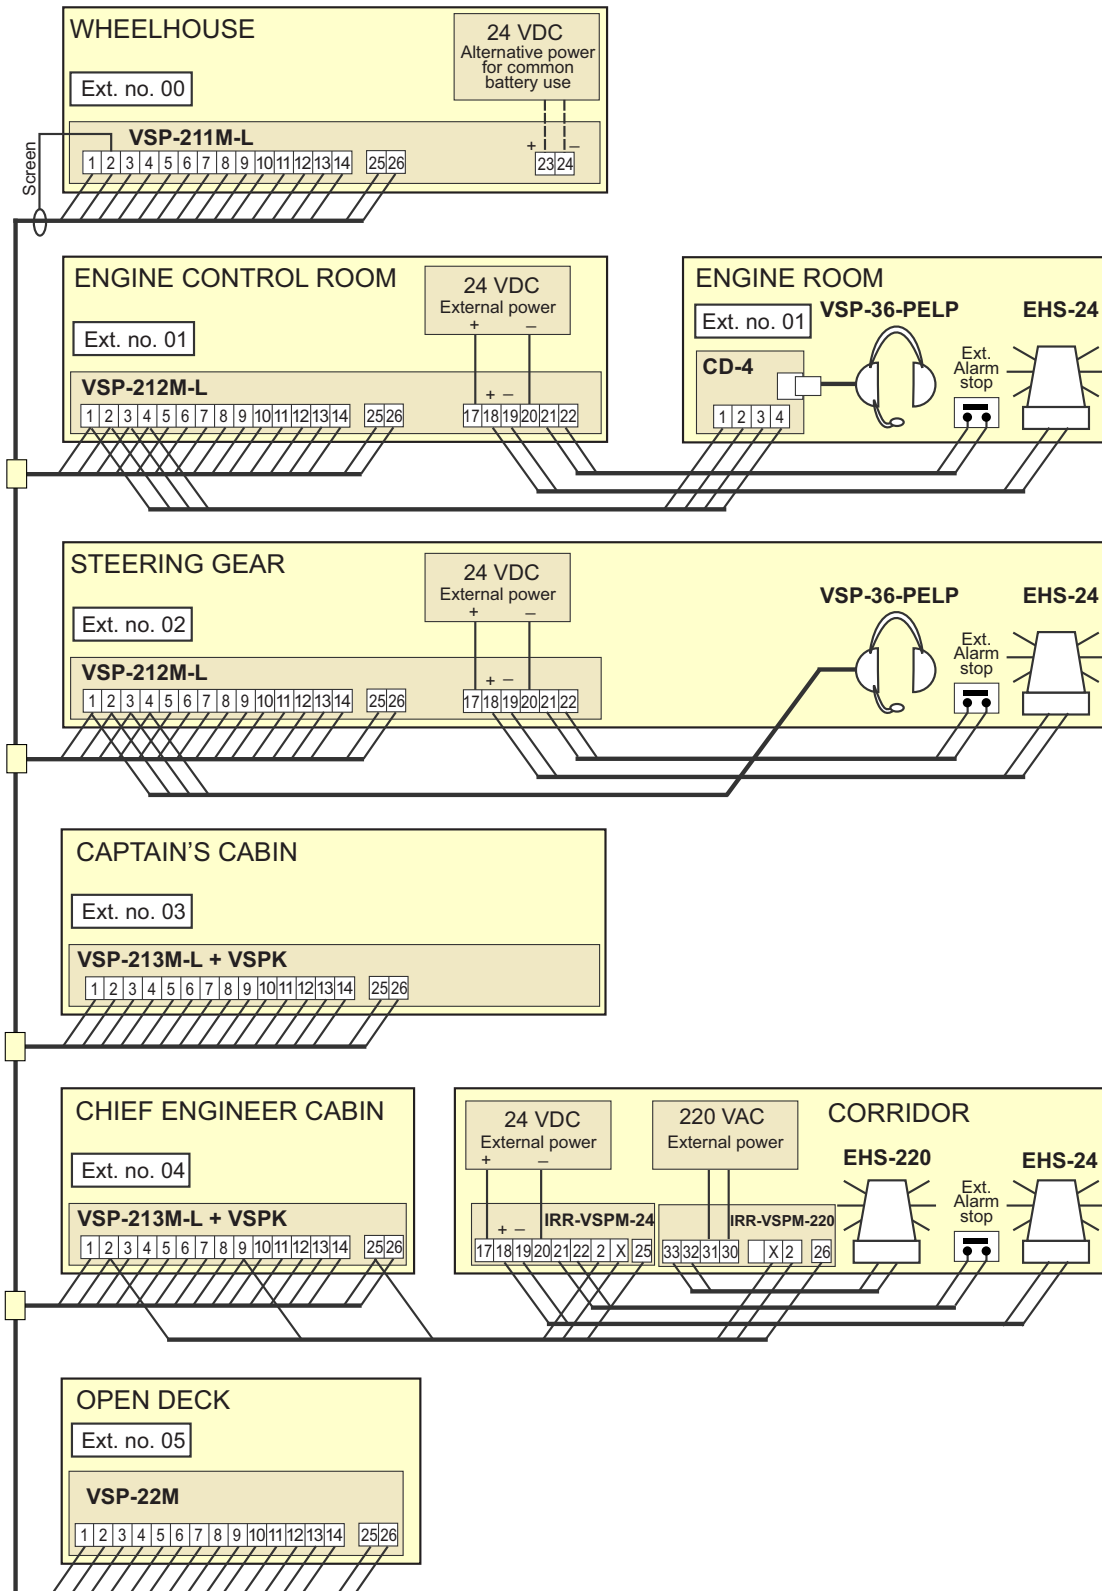 WHEELHOUSE
24 VDC
Alternative power
for common
battery use
Ext. no. 00
VSP-211M-L
+ –
1 2 3 4 5 6 7 8 9 10 11 12 13 14 25 26 23 24
Screen
ENGINE CONTROL ROOM
24 VDC
External power
+ –
Ext. no. 01
VSP-212M-L
+ –
1 2 3 4 5 6 7 8 9 10 11 12 13 14 25 26 17 18 19 20 21 22
ENGINE ROOM
Ext. no. 01
VSP-36-PELP
EHS-24
CD-4
1 2 3 4
Ext.
Alarm
stop
STEERING GEAR
24 VDC
External power
+ –
Ext. no. 02
VSP-212M-L
+ –
1 2 3 4 5 6 7 8 9 10 11 12 13 14 25 26 17 18 19 20 21 22
VSP-36-PELP
EHS-24
Ext.
Alarm
stop
CAPTAIN'S CABIN
Ext. no. 03
VSP-213M-L + VSPK
1 2 3 4 5 6 7 8 9 10 11 12 13 14 25 26
CHIEF ENGINEER CABIN
Ext. no. 04
VSP-213M-L + VSPK
1 2 3 4 5 6 7 8 9 10 11 12 13 14 25 26
24 VDC
External power
+ –
220 VAC
External power
CORRIDOR
EHS-220
EHS-24
Ext.
Alarm
stop
+ –
IRR-VSPM-24
17 18 19 20 21 22 2 X 25
IRR-VSPM-220
33 32 31 30 X 2 26
OPEN DECK
Ext. no. 05
VSP-22M
1 2 3 4 5 6 7 8 9 10 11 12 13 14 25 26